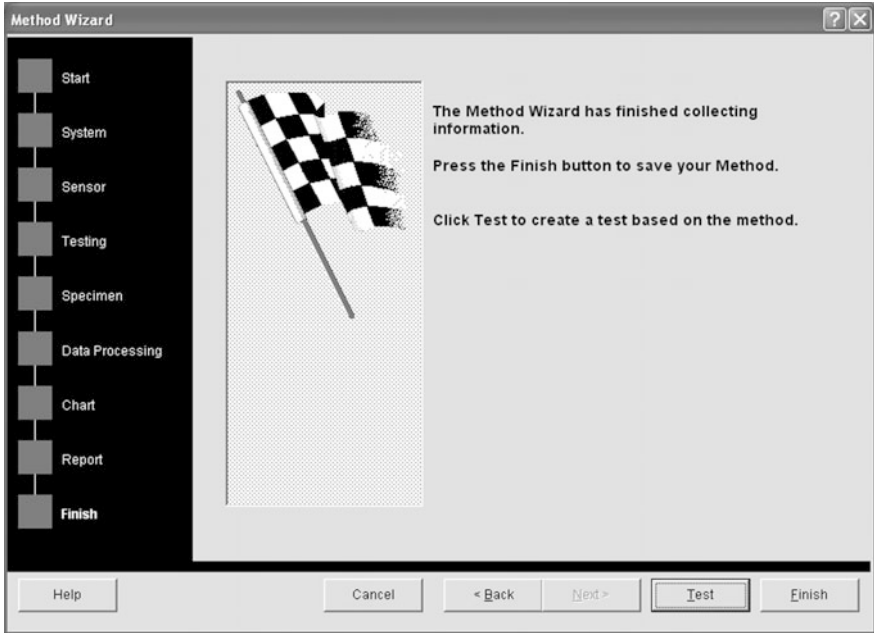 Method Wizard
Start
System
Sensor
Testing
Specimen
Data Processing
Chart
Report
Finish
The Method Wizard has finished collecting
information.
Press the Finish button to save your Method.
Click Test to create a test based on the method.
Help
Cancel
< Back
Next >
Test
Finish